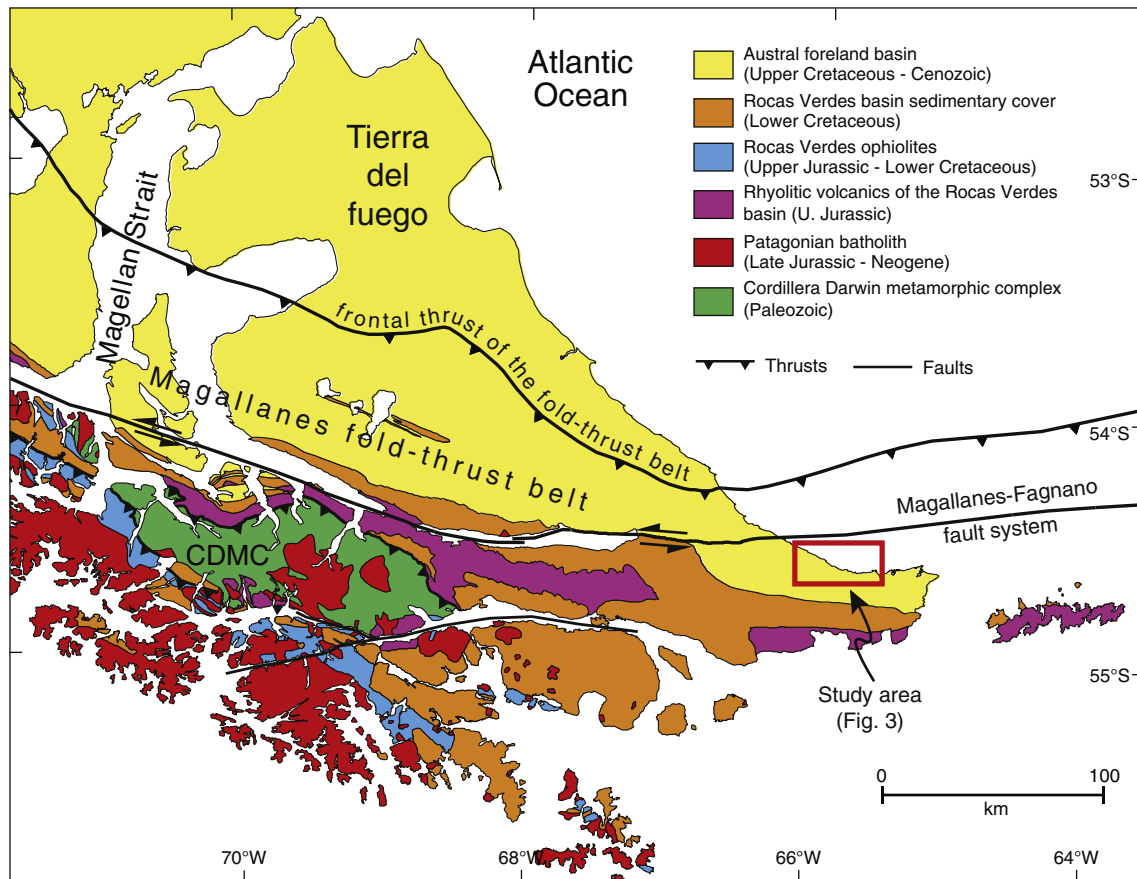 Atlantic
Ocean
Austral foreland basin
(Upper Cretaceous - Cenozoic)
Rocas Verdes basin sedimentary cover
(Lower Cretaceous)
Rocas Verdes ophiolites
(Upper Jurassic - Lower Cretaceous)
Rhyolitic volcanics of the Rocas Verdes
basin (U. Jurassic)
Patagonian batholith
(Late Jurassic - Neogene)
Cordillera Darwin metamorphic complex
(Paleozoic)
Thrusts
Faults
Tierra
del
fuego
Magellan Strait
frontal thrust of the fold-thrust belt
Magallanes fold-thrust belt
Magallanes-Fagnano
fault system
CDMC
Study area
(Fig. 3)
53°S
54°S
55°S
0 100
km
70°W 68°W 66°W 64°W